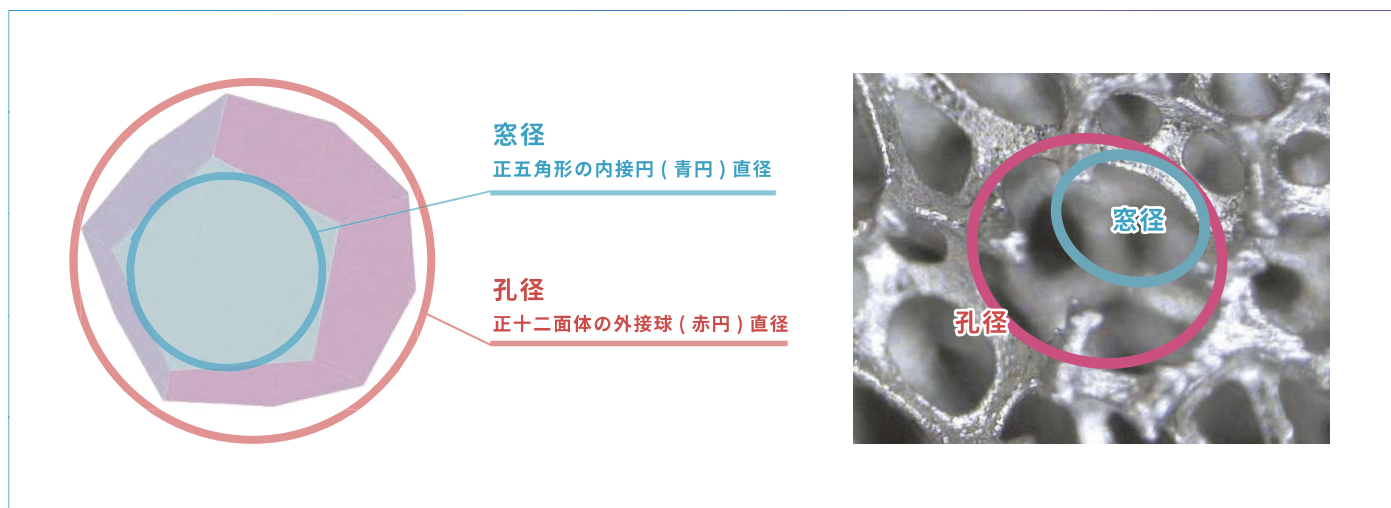 窓径
正五角形の内接円 ( 青円 ) 直径
孔径
正十二面体の外接球 ( 赤円 ) 直径
窓径
孔径